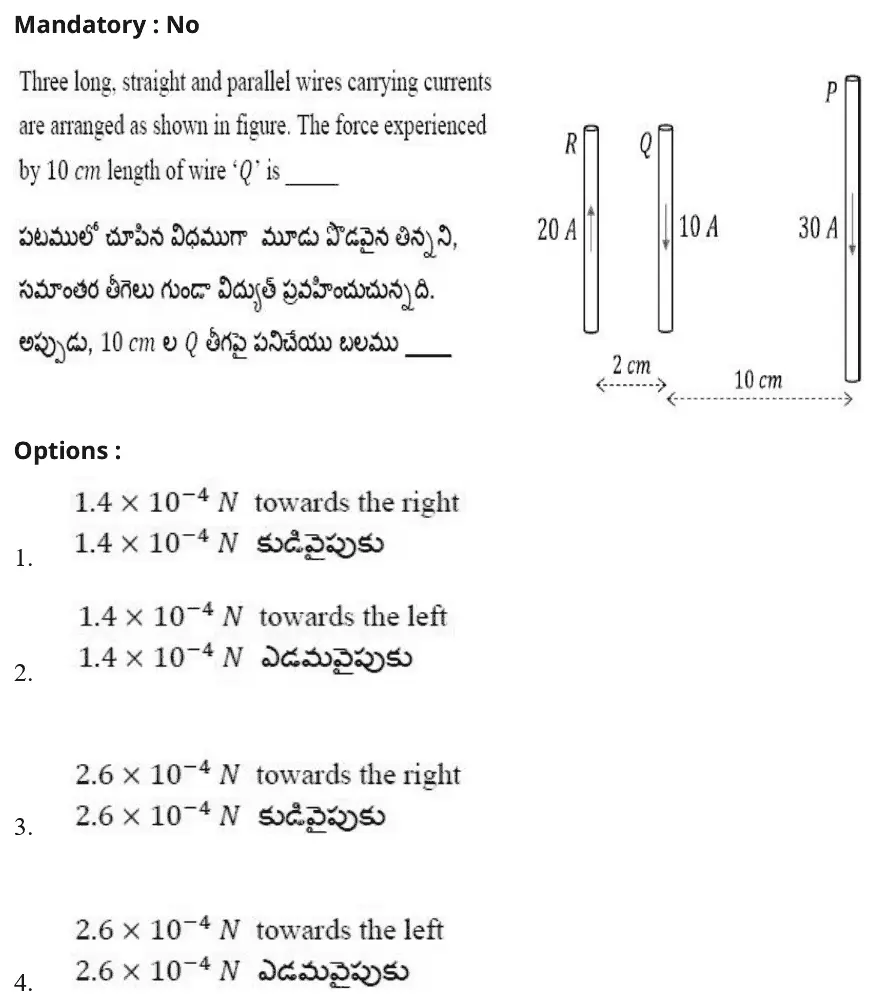 Mandatory : No
Three long, straight and parallel wires carrying currents
are arranged as shown in figure. The force experienced
by 10 cm length of wire ‘Q’ is _____
పటములో చూపిన విధముగా మూడు పొడవైన తిన్నని,
సమాంతర తీగెలు గుండా విద్యుత్ ప్రవహించుచున్నది.
అప్పుడు, 10 cm ల Q తీగపై పనిచేయు బలము ____
P
R
Q
20 A
10 A
30 A
2 cm
10 cm
Options :
1.4 × 10⁻⁴ N towards the right
1. 1.4 × 10⁻⁴ N కుడివైపుకు
1.4 × 10⁻⁴ N towards the left
2. 1.4 × 10⁻⁴ N ఎడమవైపుకు
2.6 × 10⁻⁴ N towards the right
3. 2.6 × 10⁻⁴ N కుడివైపుకు
2.6 × 10⁻⁴ N towards the left
4. 2.6 × 10⁻⁴ N ఎడమవైపుకు